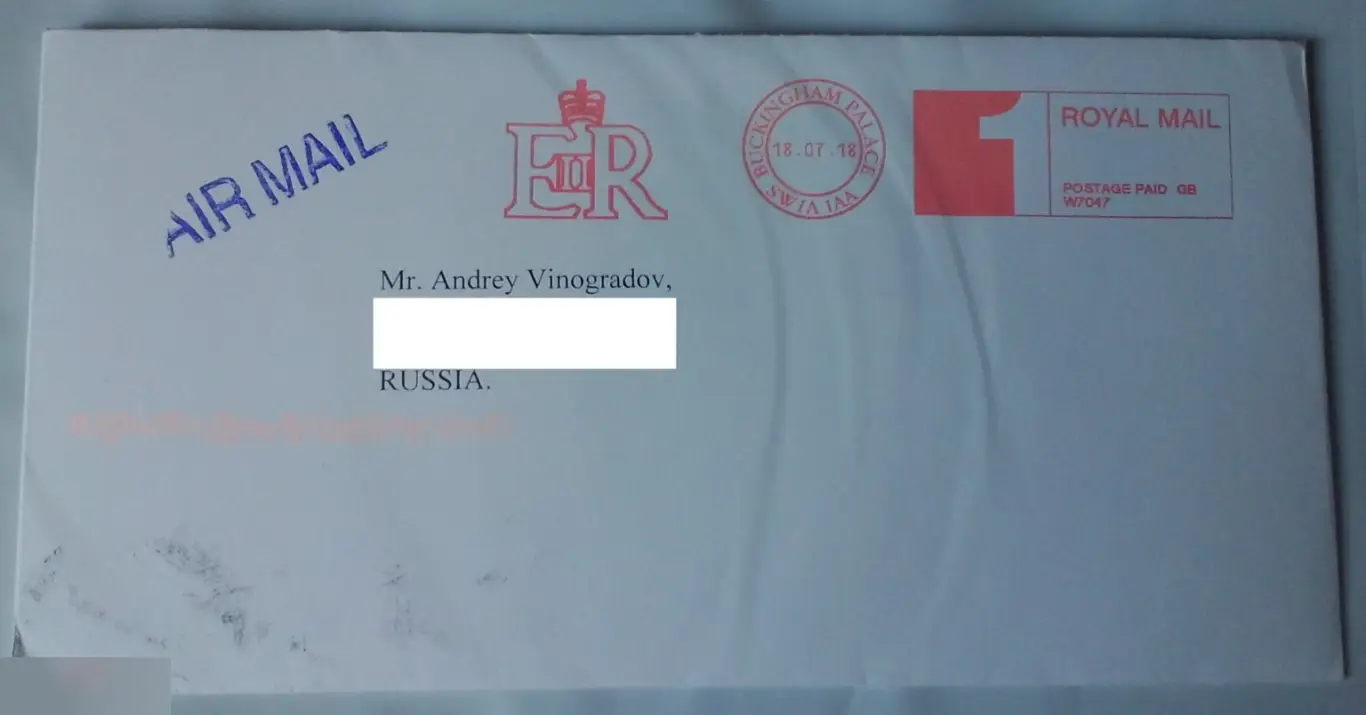 AIR MAIL
EIIR
BUCKINGHAM PALACE
18.07.18
SW1A 1AA
1
ROYAL MAIL
POSTAGE PAID GB
W7047
Mr. Andrey Vinogradov,
RUSSIA.